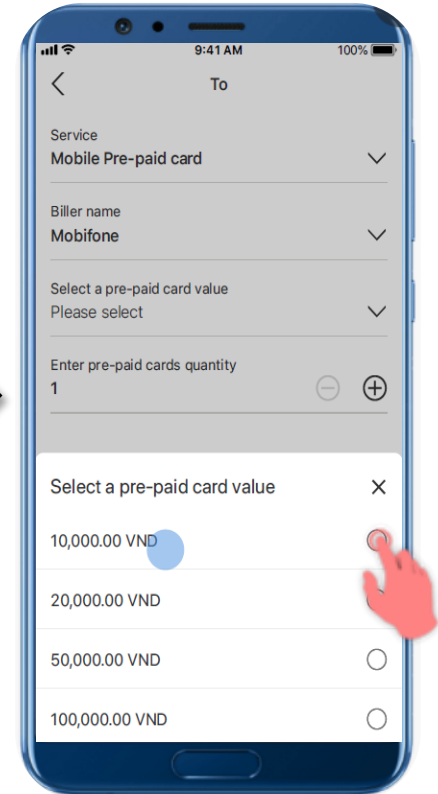 9:41 AM
100%
To
Service
Mobile Pre-paid card
Biller name
Mobifone
Select a pre-paid card value
Please select
Enter pre-paid cards quantity
1
Select a pre-paid card value
10,000.00 VND
20,000.00 VND
50,000.00 VND
100,000.00 VND